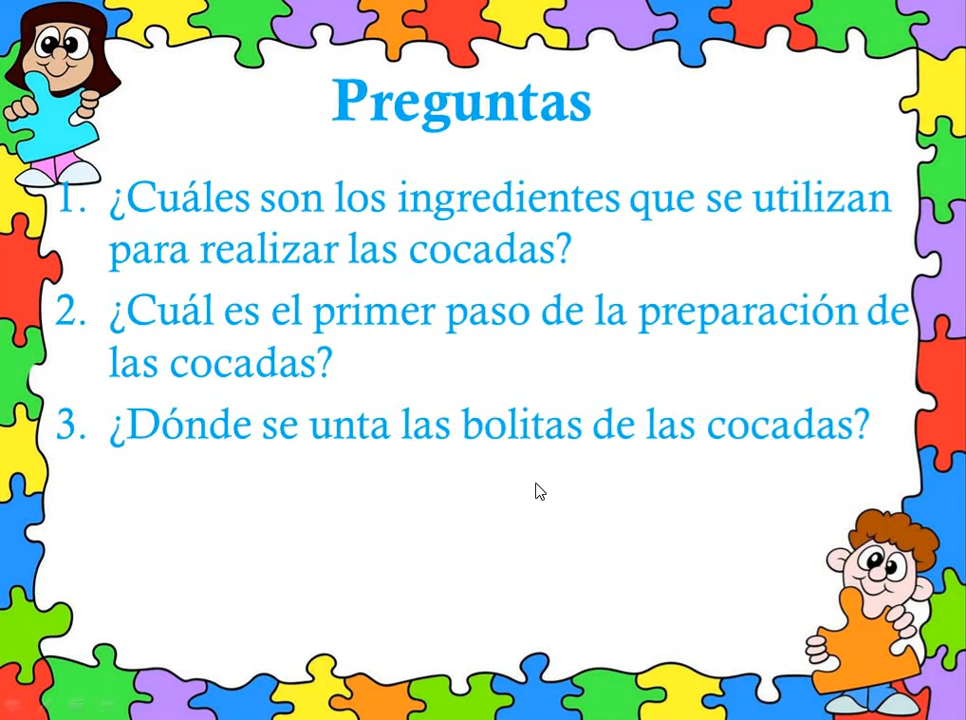 Preguntas
1. ¿Cuáles son los ingredientes que se utilizan
para realizar las cocadas?
2. ¿Cuál es el primer paso de la preparación de
las cocadas?
3. ¿Dónde se unta las bolitas de las cocadas?